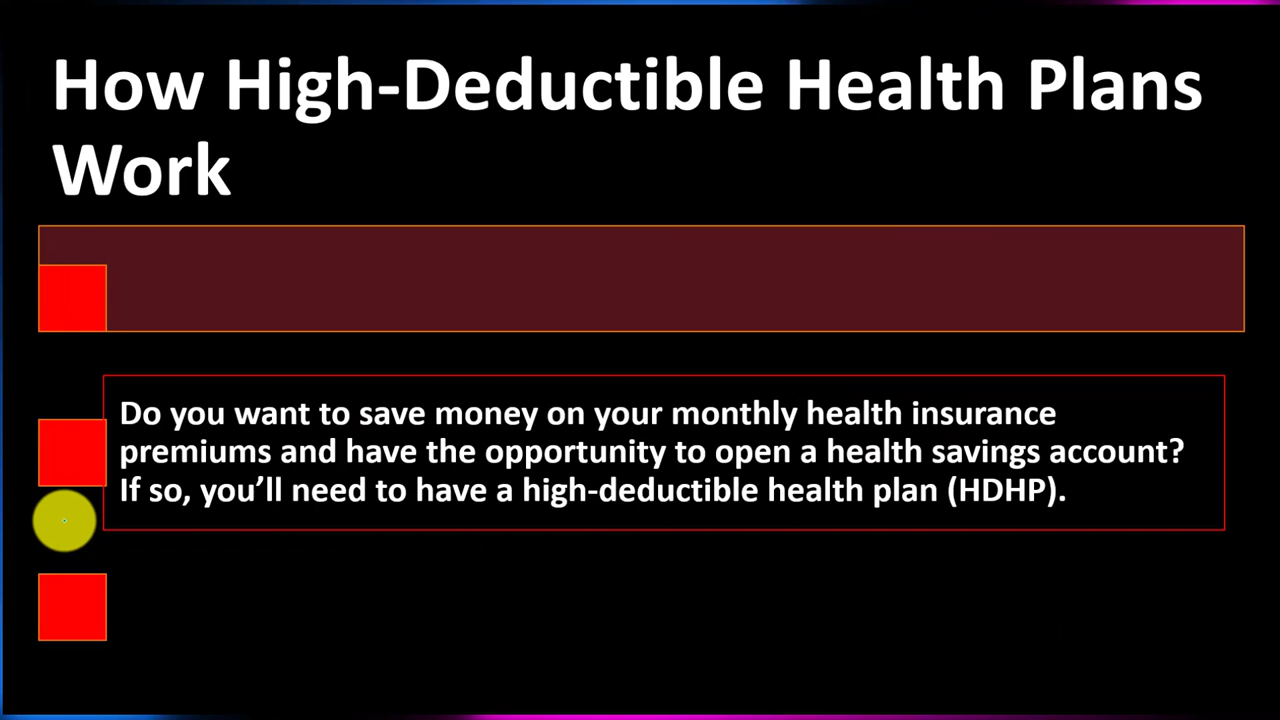 How High-Deductible Health Plans
Work
Do you want to save money on your monthly health insurance
premiums and have the opportunity to open a health savings account?
If so, you’ll need to have a high-deductible health plan (HDHP).